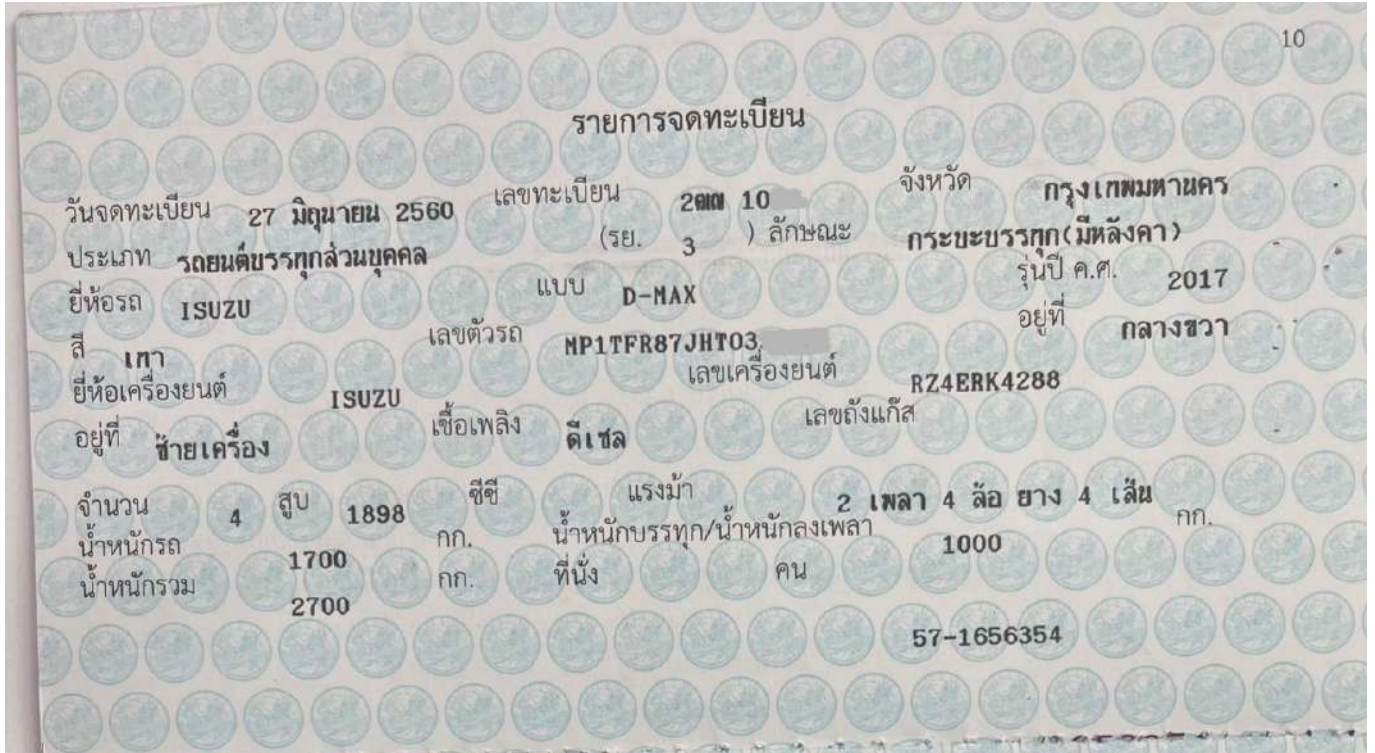 10
รายการจดทะเบียน
วันจดทะเบียน 27 มิถุนายน 2560 เลขทะเบียน 2ฒฌ 10 จังหวัด กรุงเทพมหานคร
ประเภท รถยนต์บรรทุกส่วนบุคคล (รย. 3 ) ลักษณะ กระบะบรรทุก(มีหลังคา)
ยี่ห้อรถ ISUZU แบบ D-MAX รุ่นปี ค.ศ. 2017
สี เทา เลขตัวรถ MP1TFR87JHT03 อยู่ที่ กลางขวา
ยี่ห้อเครื่องยนต์ ISUZU เลขเครื่องยนต์ RZ4ERK4288
อยู่ที่ ซ้ายเครื่อง เชื้อเพลิง ดีเซล เลขถังแก๊ส
จำนวน 4 สูบ 1898 ซีซี แรงม้า 2 เพลา 4 ล้อ ยาง 4 เส้น
น้ำหนักรถ 1700 กก. น้ำหนักบรรทุก/น้ำหนักลงเพลา 1000 กก.
น้ำหนักรวม 2700 กก. ที่นั่ง คน
57-1656354